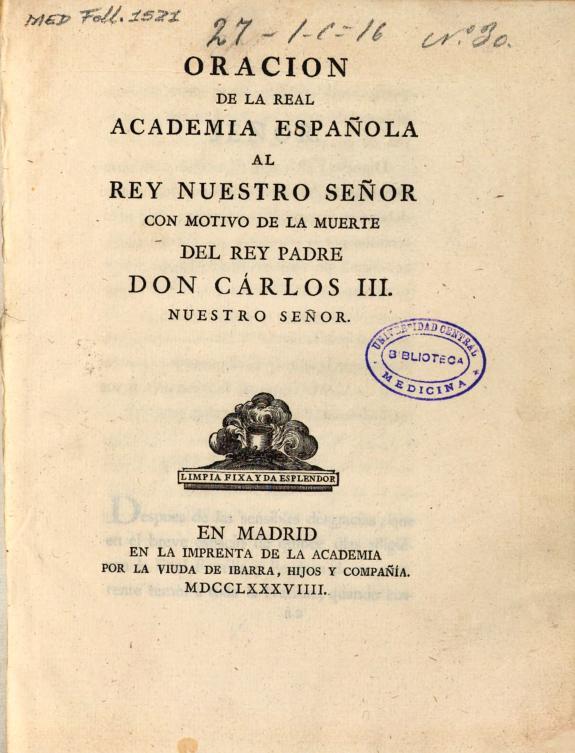 MED Foll. 1521
27-1-C=16 Nº 30.
ORACION
DE LA REAL
ACADEMIA ESPAÑOLA
AL
REY NUESTRO SEÑOR
CON MOTIVO DE LA MUERTE
DEL REY PADRE
DON CÁRLOS III.
NUESTRO SEÑOR.
UNIVERSIDAD CENTRAL
BIBLIOTECA
MEDICINA
LIMPIA FIXA Y DA ESPLENDOR
EN MADRID
EN LA IMPRENTA DE LA ACADEMIA
POR LA VIUDA DE IBARRA, HIJOS Y COMPAÑÍA.
MDCCLXXXVIIII.